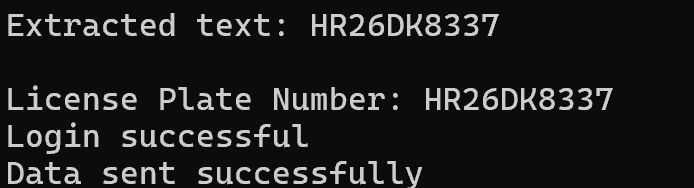 Extracted text: HR26DK8337
License Plate Number: HR26DK8337
Login successful
Data sent successfully